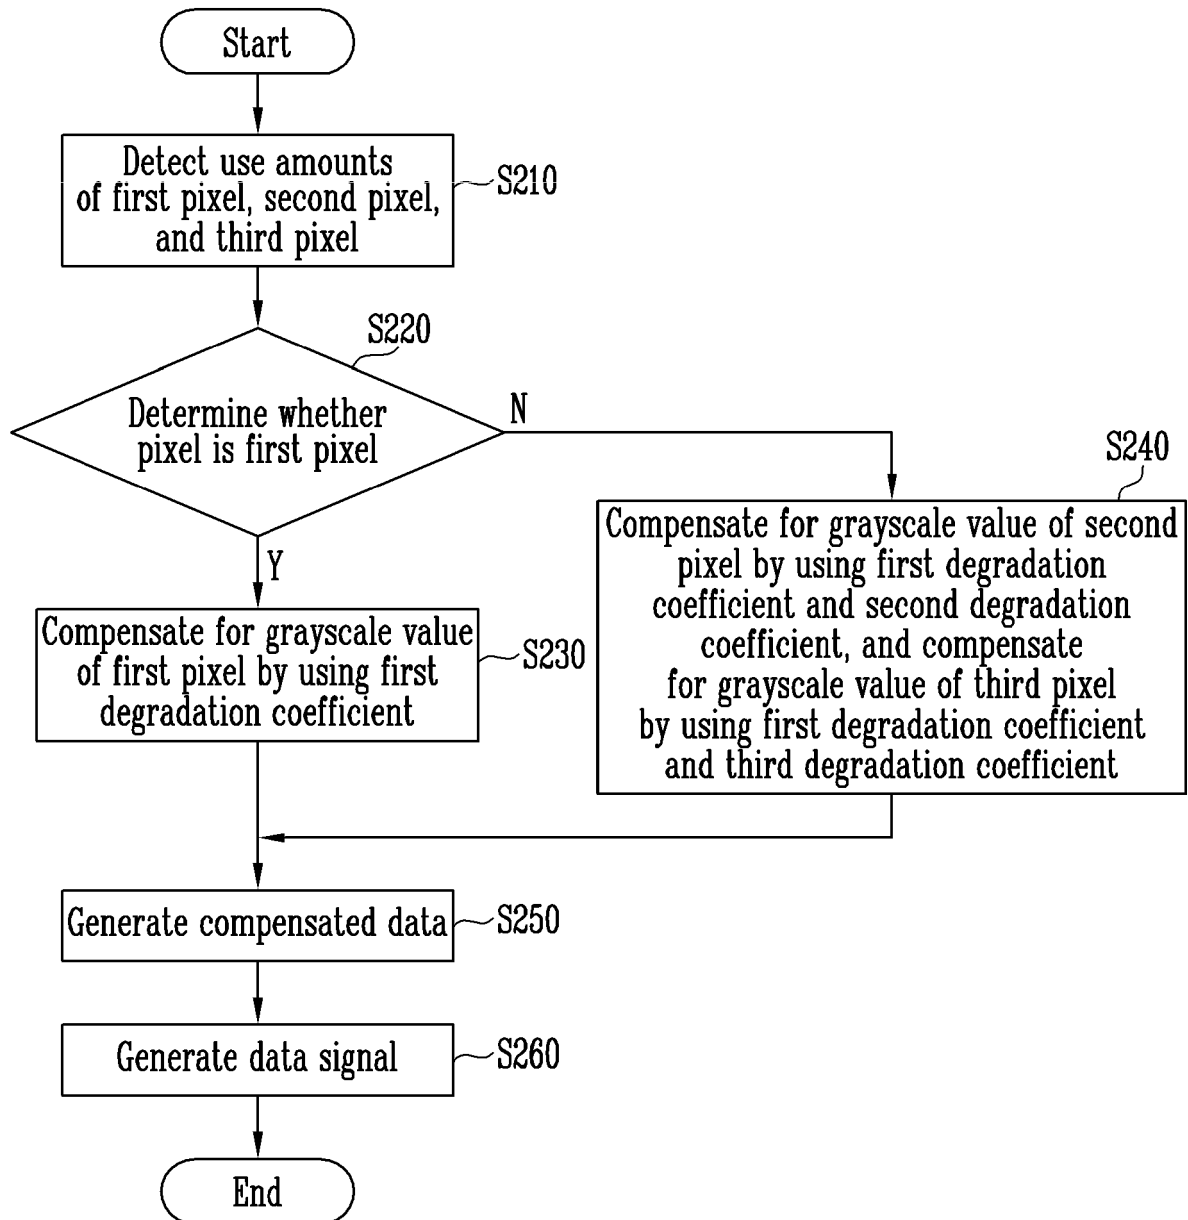 Start
Detect use amounts
of first pixel, second pixel,
and third pixel
S210
S220
Determine whether
pixel is first pixel
N
Y
S240
Compensate for grayscale value of second
pixel by using first degradation
coefficient and second degradation
coefficient, and compensate
for grayscale value of third pixel
by using first degradation coefficient
and third degradation coefficient
Compensate for grayscale value
of first pixel by using first
degradation coefficient
S230
Generate compensated data
S250
Generate data signal
S260
End